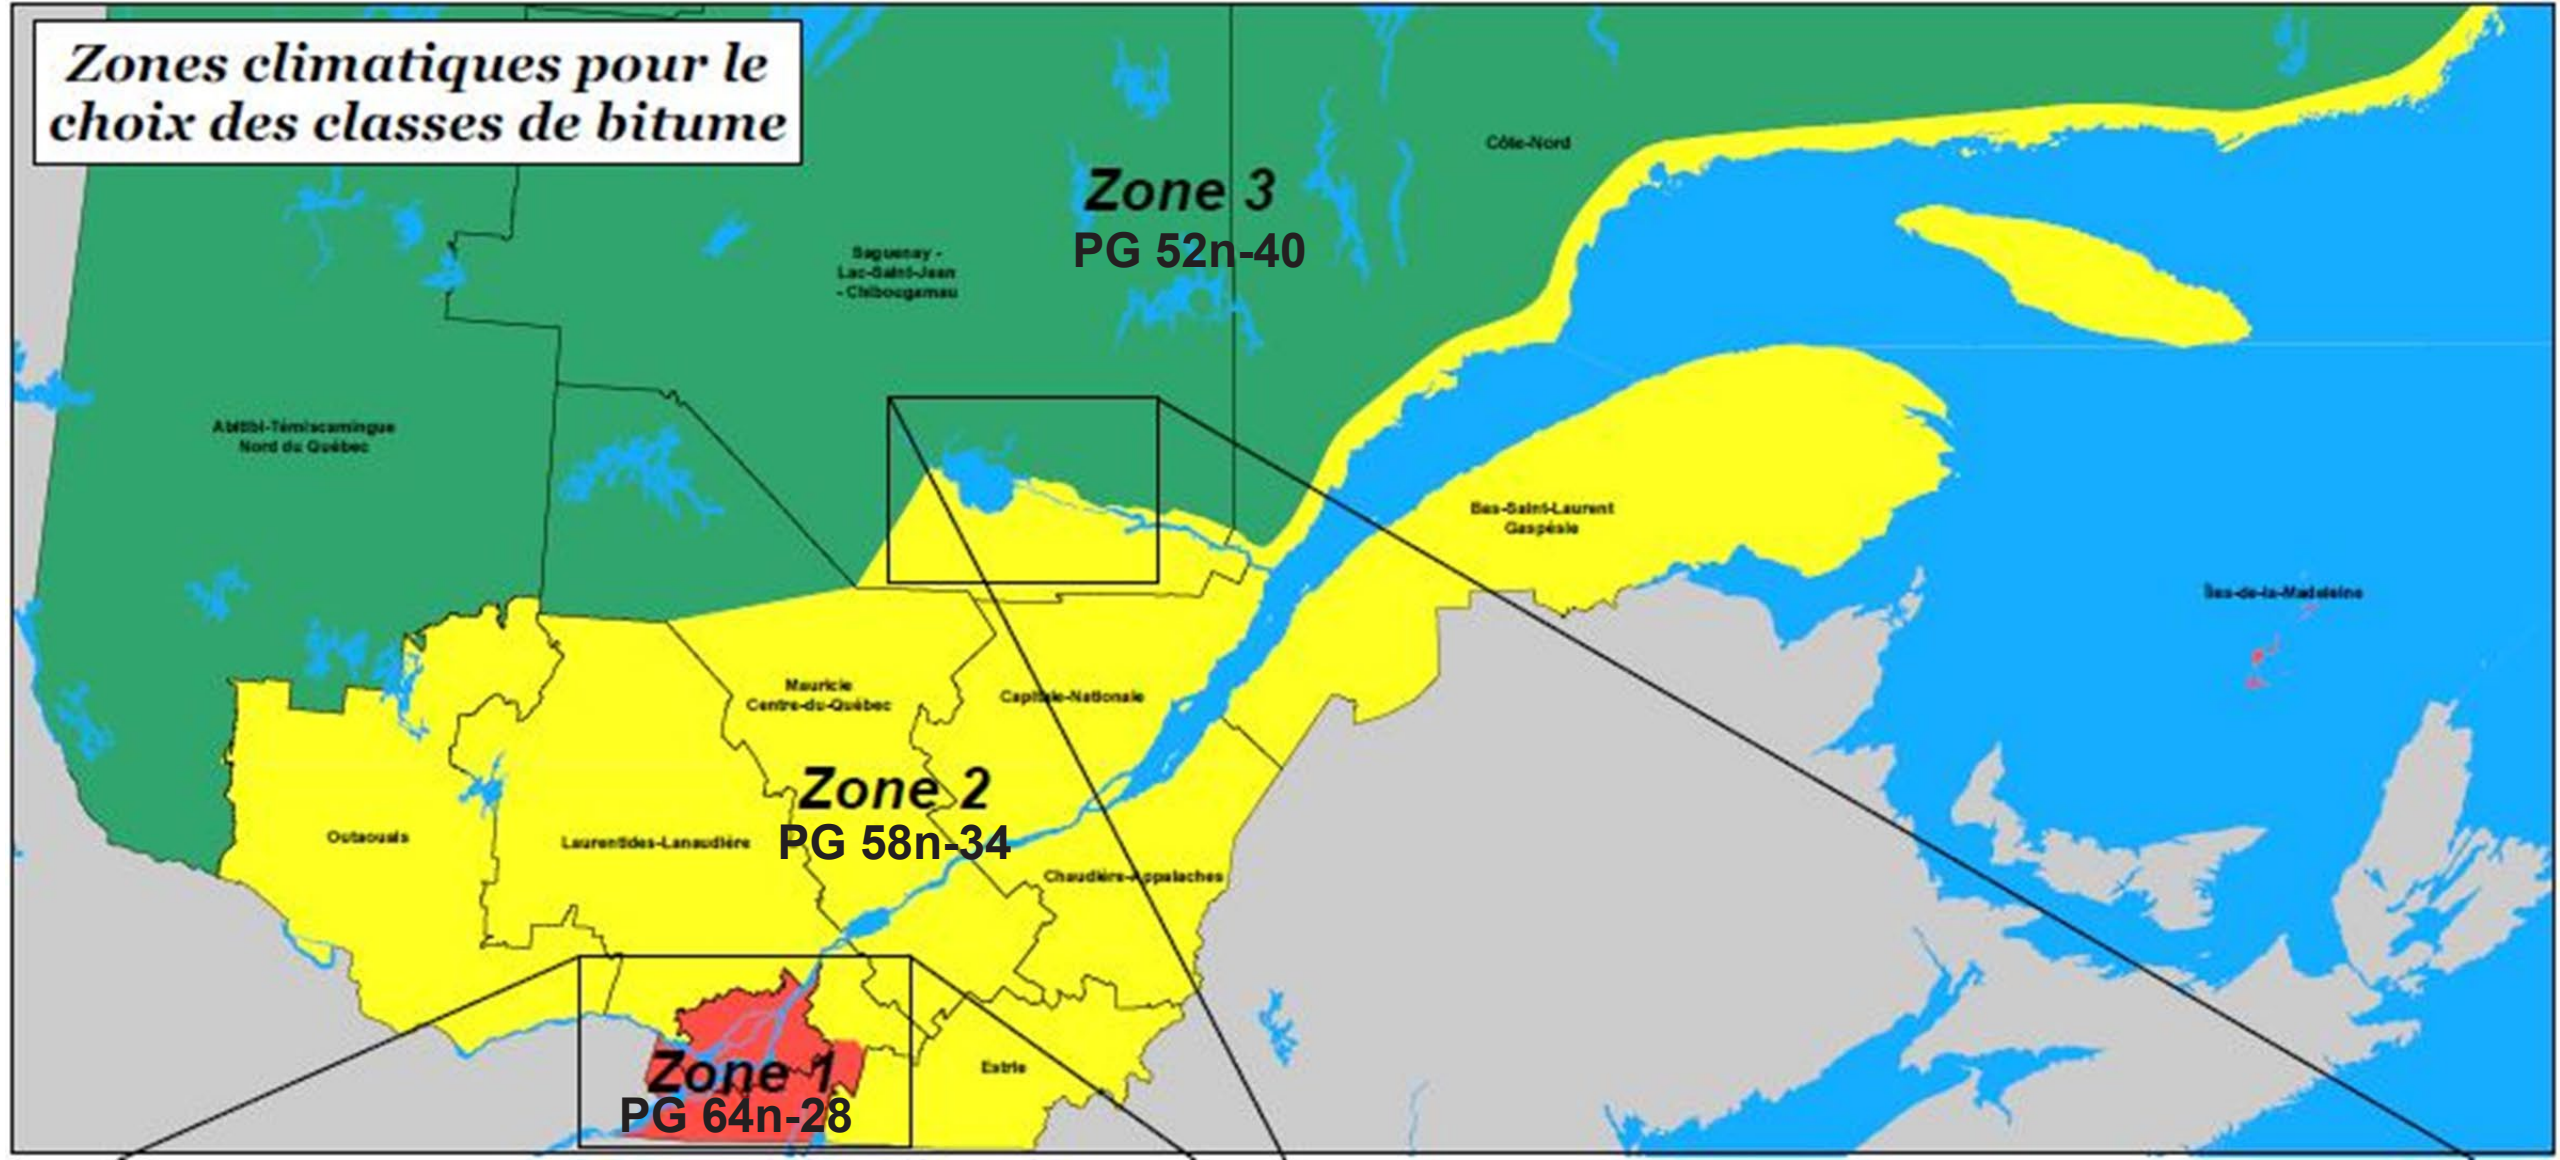 Zones climatiques pour le
choix des classes de bitume
Côte-Nord
Zone 3
PG 52n-40
Saguenay -
Lac-Saint-Jean
- Chibougamau
Abitibi-Témiscamingue
Nord du Québec
Bas-Saint-Laurent
Gaspésie
Îles-de-la-Madeleine
Mauricie
Centre-du-Québec
Capitale-Nationale
Zone 2
PG 58n-34
Outaouais
Laurentides-Lanaudière
Chaudière-Appalaches
Estrie
Zone 1
PG 64n-28